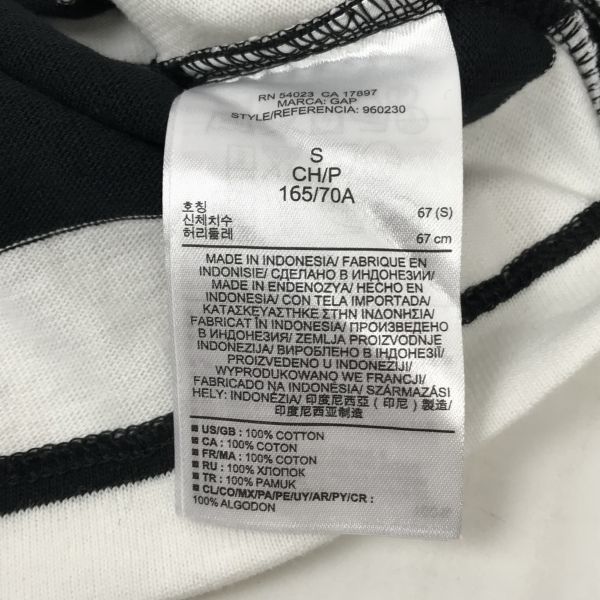 RN 54023 CA 17897
MARCA: GAP
STYLE/REFERENCIA: 960230
S
CH/P
165/70A
호칭 67 (S)
신체치수
허리둘레 67 cm
MADE IN INDONESIA/ FABRIQUE EN
INDONISIE/ СДЕЛАНО В ИНДОНЕЗИИ/
MADE IN ENDENOZYA/ HECHO EN
INDONESIA/ CON TELA IMPORTADA/
ΚΑΤΑΣΚΕΥΑΣΤΗΚΕ ΣΤΗΝ ΙΝΔΟΝΗΣΙΑ/
FABRICAT ÎN INDONESIA/ ПРОИЗВЕДЕНО
В ИНДОНЕЗИЯ/ ZEMLJA PROIZVODNJE
INDONEZIJA/ ВИРОБЛЕНО В ІНДОНЕЗІЇ/
PROIZVEDENO U INDONEZIJI/
WYPRODUKOWANO WE FRANCJI/
FABRICADO NA INDONÉSIA/ SZÁRMAZÁSI
HELY: INDONÉZIA/ 印度尼西亞 ( 印尼 ) 製造/
印度尼西亚制造
■ US/GB : 100% COTTON
■ CA : 100% COTON
■ FR/MA : 100% COTON
■ RU : 100% ХЛОПОК
■ TR : 100% PAMUK
■ CL/CO/MX/PA/PE/UY/AR/PY/CR :
100% ALGODON